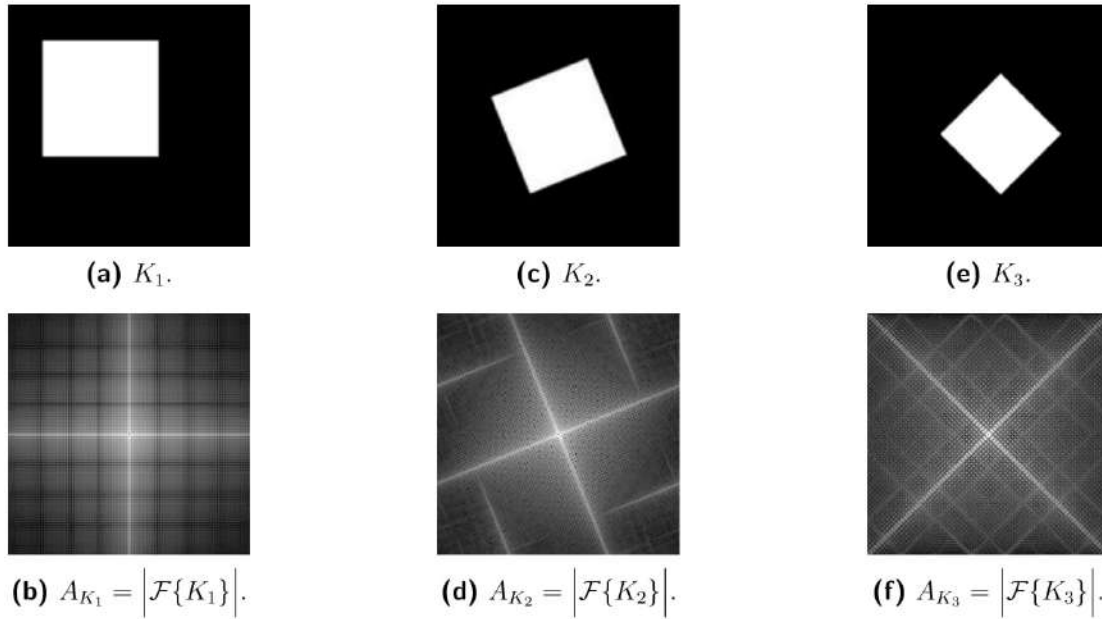 (a) K₁.
(c) K₂.
(e) K₃.
(b) A_{K₁} = |ℱ{K₁}|.
(d) A_{K₂} = |ℱ{K₂}|.
(f) A_{K₃} = |ℱ{K₃}|.